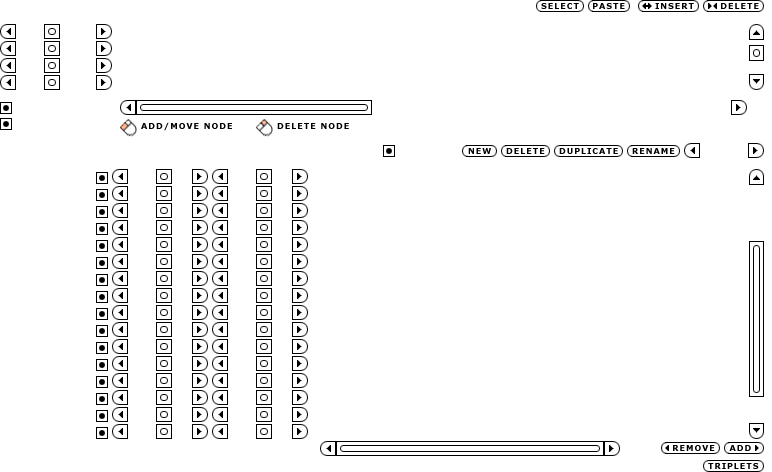 SELECT PASTE INSERT DELETE
ADD/MOVE NODE DELETE NODE
NEW DELETE DUPLICATE RENAME
REMOVE ADD
TRIPLETS